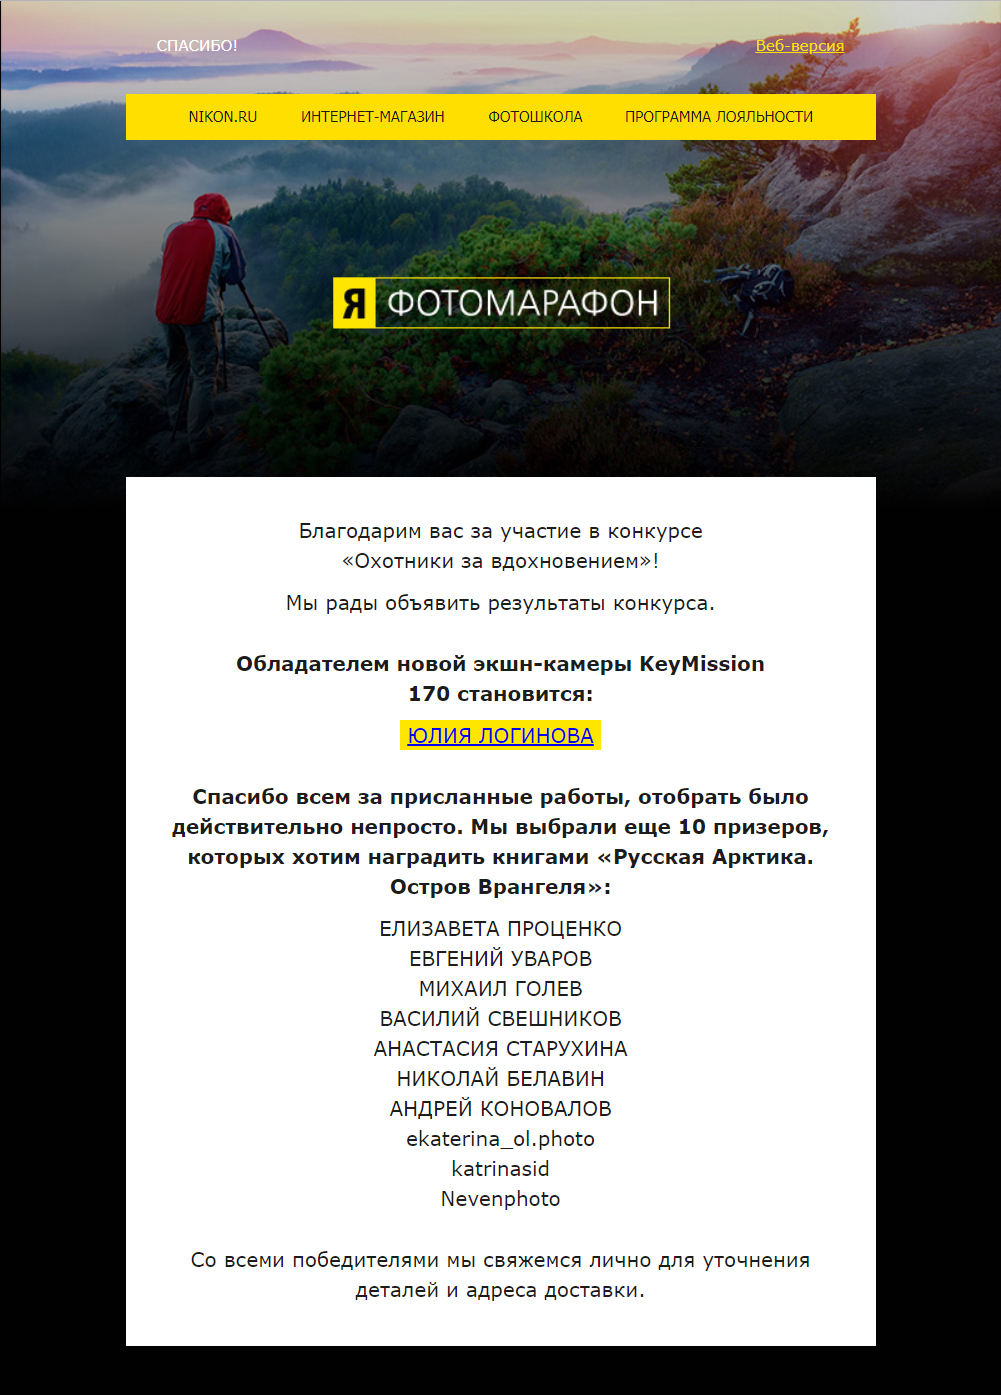 СПАСИБО!
Веб-версия
NIKON.RU ИНТЕРНЕТ-МАГАЗИН ФОТОШКОЛА ПРОГРАММА ЛОЯЛЬНОСТИ
Я ФОТОМАРАФОН
Благодарим вас за участие в конкурсе
«Охотники за вдохновением»!
Мы рады объявить результаты конкурса.
Обладателем новой экшн-камеры KeyMission
170 становится:
ЮЛИЯ ЛОГИНОВА
Спасибо всем за присланные работы, отобрать было
действительно непросто. Мы выбрали еще 10 призеров,
которых хотим наградить книгами «Русская Арктика.
Остров Врангеля»:
ЕЛИЗАВЕТА ПРОЦЕНКО
ЕВГЕНИЙ УВАРОВ
МИХАИЛ ГОЛЕВ
ВАСИЛИЙ СВЕШНИКОВ
АНАСТАСИЯ СТАРУХИНА
НИКОЛАЙ БЕЛАВИН
АНДРЕЙ КОНОВАЛОВ
ekaterina_ol.photo
katrinasid
Nevenphoto
Со всеми победителями мы свяжемся лично для уточнения
деталей и адреса доставки.